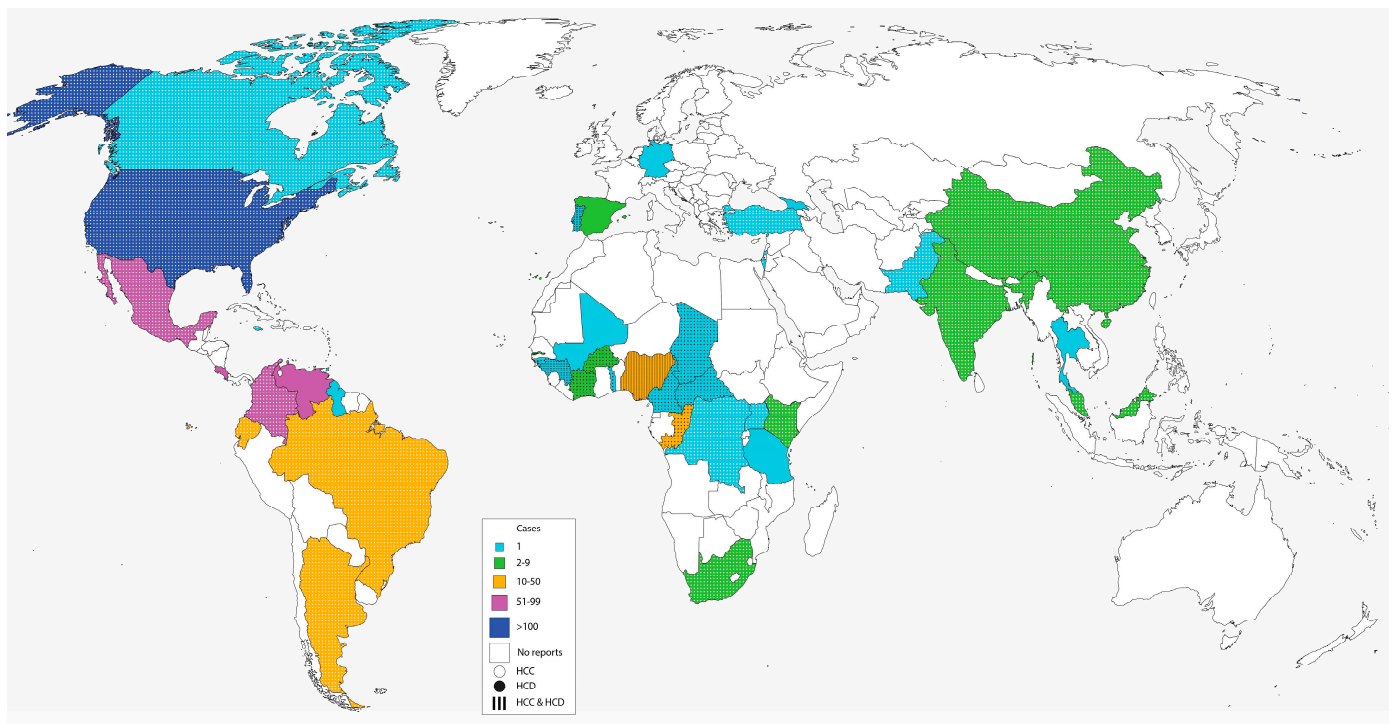 Cases
1
2-9
10-50
51-99
>100
No reports
HCC
HCD
HCC & HCD